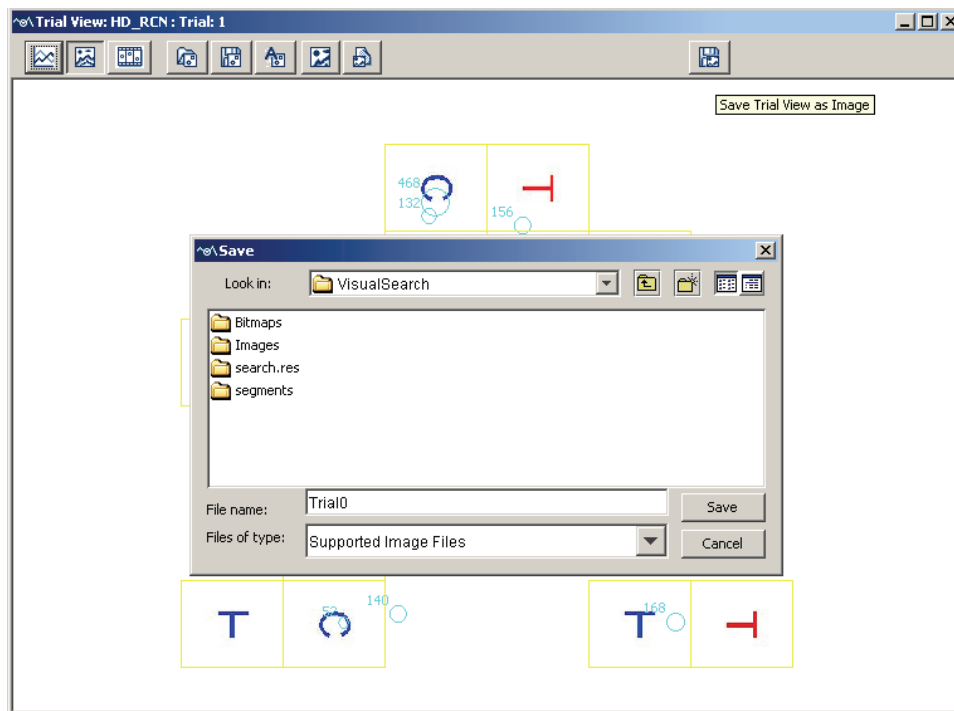 Trial View: HD_RCN : Trial: 1
Save Trial View as Image
468
132
156
Save
Look in:
VisualSearch
Bitmaps
Images
search.res
segments
File name:
Trial0
Save
Files of type:
Supported Image Files
Cancel
T
52
140
T
168
T
T